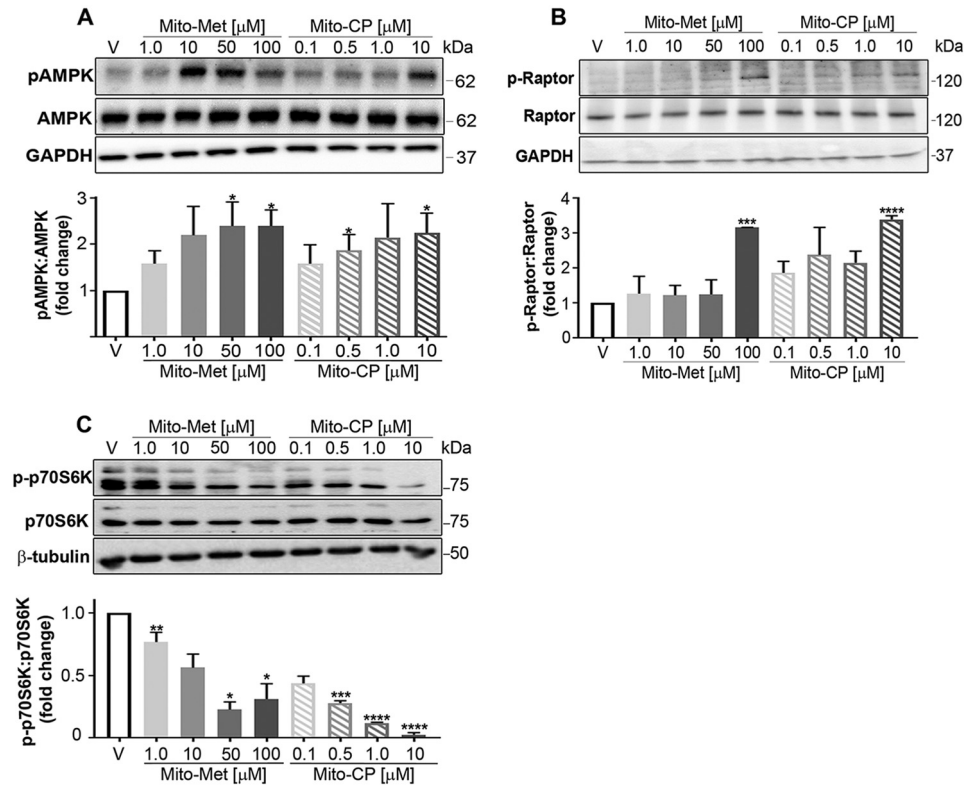 A
Mito-Met [μM] Mito-CP [μM]
V 1.0 10 50 100 0.1 0.5 1.0 10 kDa
pAMPK -62
AMPK -62
GAPDH -37
pAMPK:AMPK
(fold change)
3
2
1
0
* * * *
V 1.0 10 50 100 0.1 0.5 1.0 10
Mito-Met [μM] Mito-CP [μM]
B
Mito-Met [μM] Mito-CP [μM]
V 1.0 10 50 100 0.1 0.5 1.0 10 kDa
p-Raptor -120
Raptor -120
GAPDH -37
p-Raptor:Raptor
(fold change)
4
3
2
1
0
*** ****
V 1.0 10 50 100 0.1 0.5 1.0 10
Mito-Met [μM] Mito-CP [μM]
C
Mito-Met [μM] Mito-CP [μM]
V 1.0 10 50 100 0.1 0.5 1.0 10 kDa
p-p70S6K -75
p70S6K -75
β-tubulin -50
p-p70S6K:p70S6K
(fold change)
1.0
0.5
0
** * * *** **** ****
V 1.0 10 50 100 0.1 0.5 1.0 10
Mito-Met [μM] Mito-CP [μM]